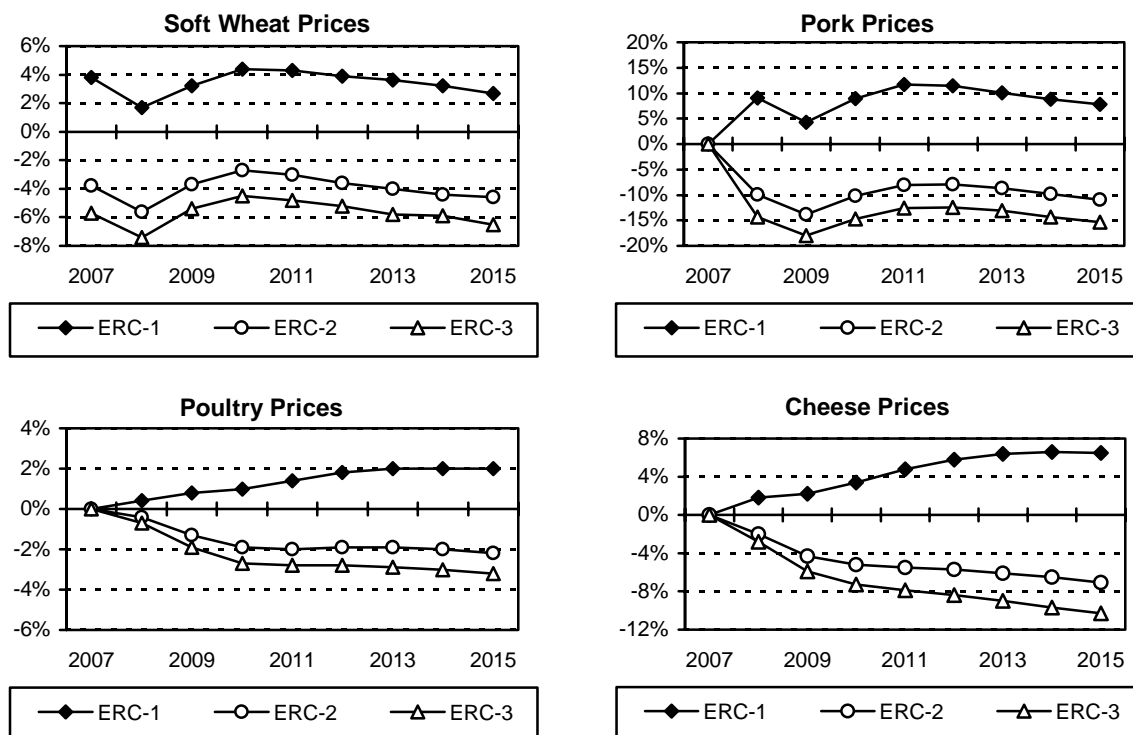 Soft Wheat Prices
6%
4%
2%
0%
-2%
-4%
-6%
-8%
2007 2009 2011 2013 2015
ERC-1 ERC-2 ERC-3
Pork Prices
20%
15%
10%
5%
0%
-5%
-10%
-15%
-20%
2007 2009 2011 2013 2015
ERC-1 ERC-2 ERC-3
Poultry Prices
4%
2%
0%
-2%
-4%
-6%
2007 2009 2011 2013 2015
ERC-1 ERC-2 ERC-3
Cheese Prices
8%
4%
0%
-4%
-8%
-12%
2007 2009 2011 2013 2015
ERC-1 ERC-2 ERC-3